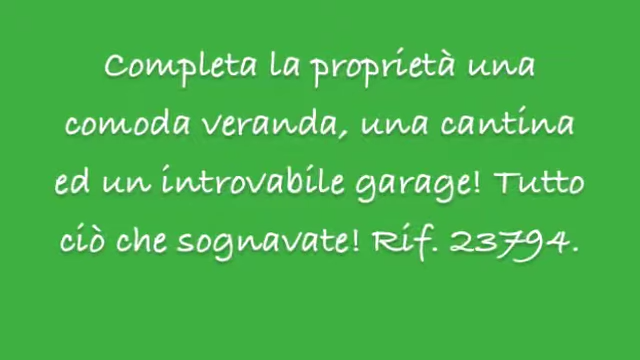 Completa la proprietà una
comoda veranda, una cantina
ed un introvabile garage! Tutto
ciò che sognavate! Rif. 23794.